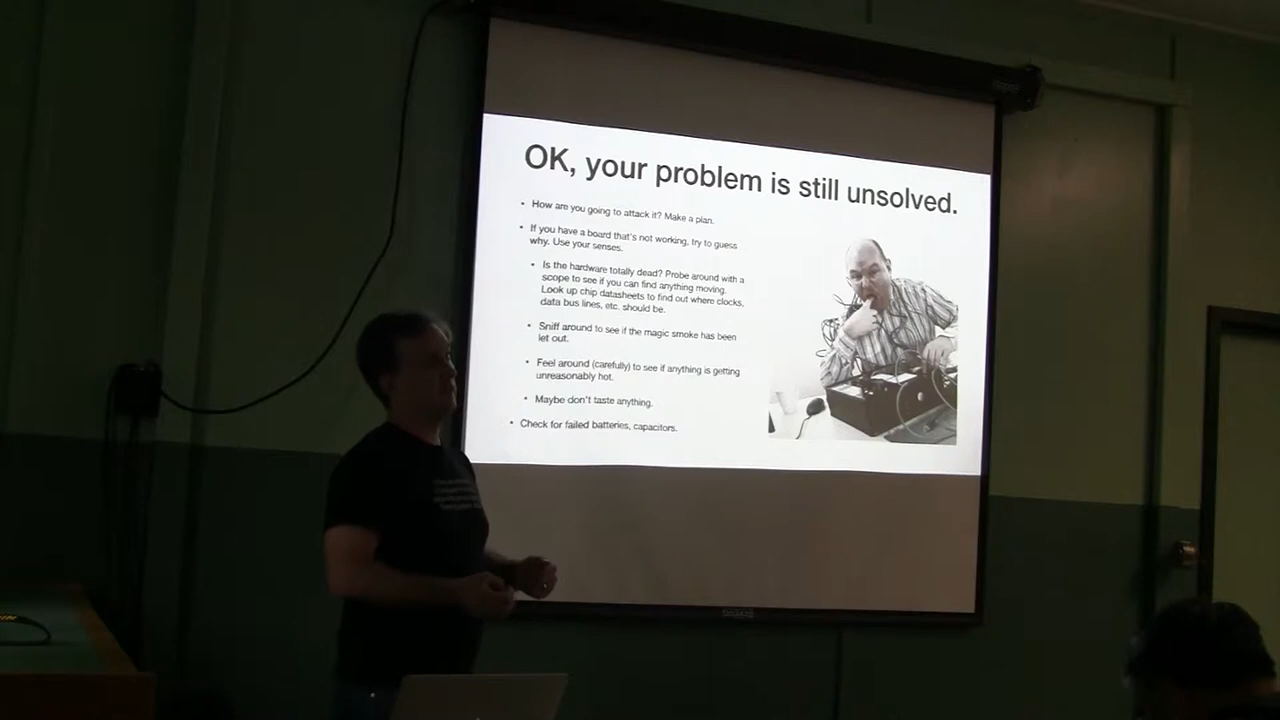 OK, your problem is still unsolved.
• How are you going to attack it? Make a plan.
• If you have a board that's not working, try to guess
why. Use your senses.
• Is the hardware totally dead? Probe around with a
scope to see if you can find anything moving.
Look up chip datasheets to find out where clocks,
data bus lines, etc. should be.
• Sniff around to see if the magic smoke has been
let out.
• Feel around (carefully) to see if anything is getting
unreasonably hot.
• Maybe don't taste anything.
• Check for failed batteries, capacitors.